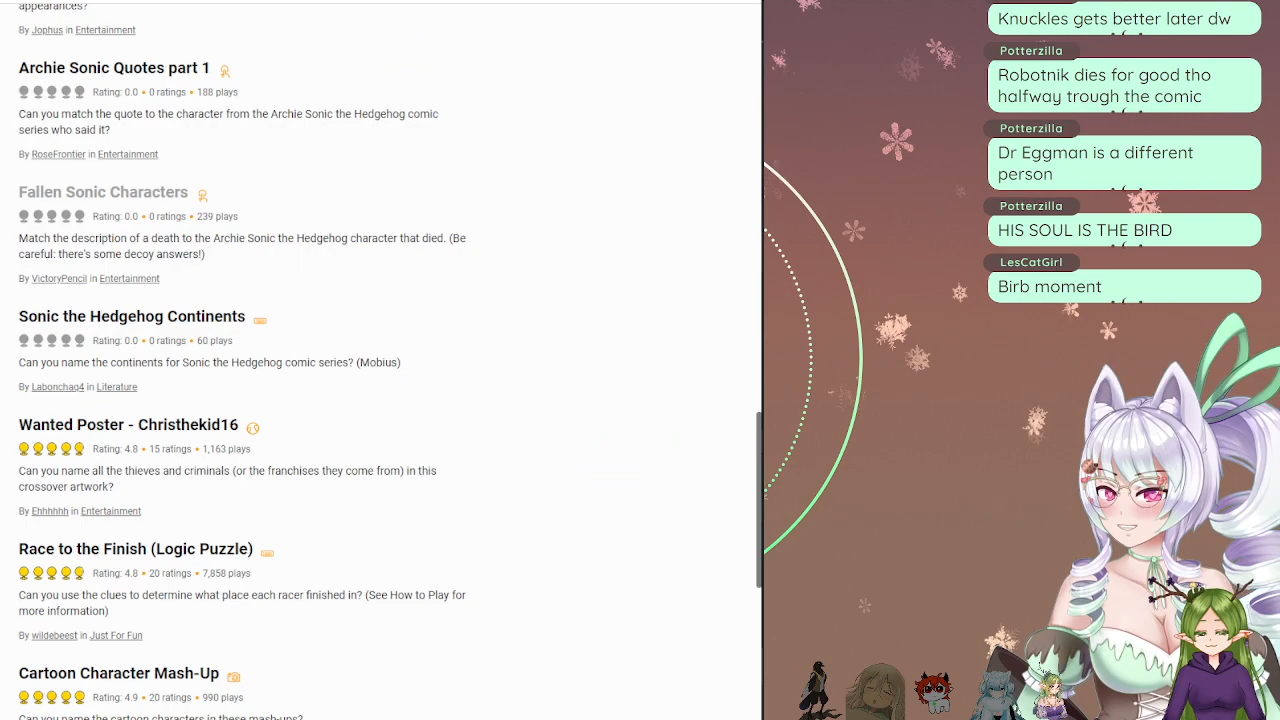 appearances?
By Jophus in Entertainment
Archie Sonic Quotes part 1
Rating: 0.0 • 0 ratings • 188 plays
Can you match the quote to the character from the Archie Sonic the Hedgehog comic
series who said it?
By RoseFrontier in Entertainment
Fallen Sonic Characters
Rating: 0.0 • 0 ratings • 239 plays
Match the description of a death to the Archie Sonic the Hedgehog character that died. (Be
careful: there's some decoy answers!)
By VictoryPencil in Entertainment
Sonic the Hedgehog Continents
Rating: 0.0 • 0 ratings • 60 plays
Can you name the continents for Sonic the Hedgehog comic series? (Mobius)
By Labonchaq4 in Literature
Wanted Poster - Christhekid16
Rating: 4.8 • 15 ratings • 1,163 plays
Can you name all the thieves and criminals (or the franchises they come from) in this
crossover artwork?
By Ehhhhhh in Entertainment
Race to the Finish (Logic Puzzle)
Rating: 4.8 • 20 ratings • 7,858 plays
Can you use the clues to determine what place each racer finished in? (See How to Play for
more information)
By wildebeest in Just For Fun
Cartoon Character Mash-Up
Rating: 4.9 • 20 ratings • 990 plays
Can you name the cartoon characters in these mash-ups?
Knuckles gets better later dw
Potterzilla
Robotnik dies for good tho
halfway trough the comic
Potterzilla
Dr Eggman is a different
person
Potterzilla
HIS SOUL IS THE BIRD
LesCatGirl
Birb moment